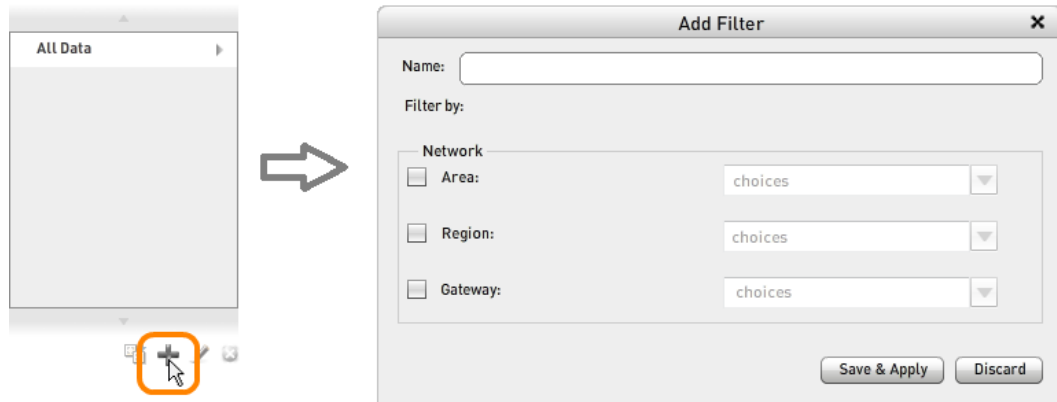 All Data
Add Filter
Name:
Filter by:
Network
Area: choices
Region: choices
Gateway: choices
Save & Apply Discard